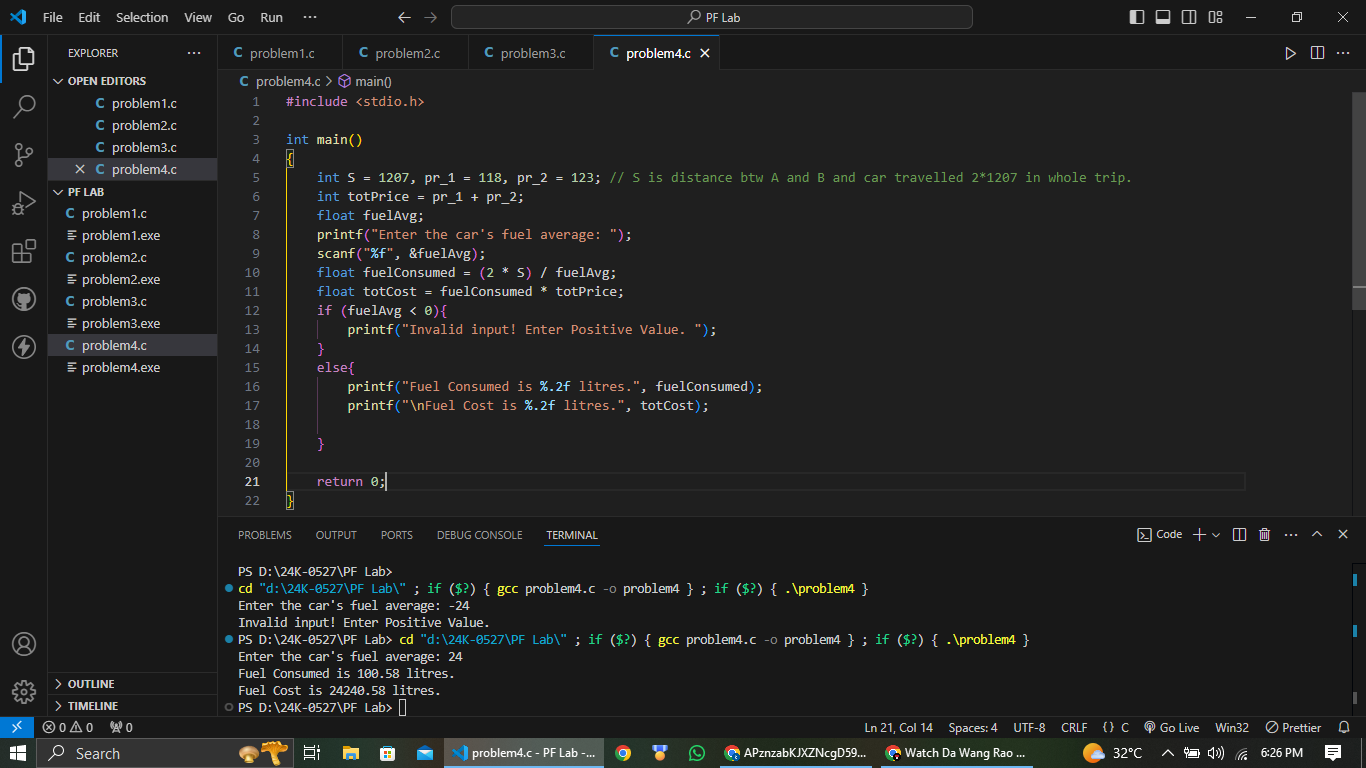 File Edit Selection View Go Run ··· PF Lab
EXPLORER ···
OPEN EDITORS
C problem1.c
C problem2.c
C problem3.c
C problem4.c
PF LAB
C problem1.c
problem1.exe
C problem2.c
problem2.exe
C problem3.c
problem3.exe
C problem4.c
problem4.exe
OUTLINE
TIMELINE
C problem1.c C problem2.c C problem3.c C problem4.c
C problem4.c > main()
1 #include <stdio.h>
2
3 int main()
4 {
5 int S = 1207, pr_1 = 118, pr_2 = 123; // S is distance btw A and B and car travelled 2*1207 in whole trip.
6 int totPrice = pr_1 + pr_2;
7 float fuelAvg;
8 printf("Enter the car's fuel average: ");
9 scanf("%f", &fuelAvg);
10 float fuelConsumed = (2 * S) / fuelAvg;
11 float totCost = fuelConsumed * totPrice;
12 if (fuelAvg < 0){
13 printf("Invalid input! Enter Positive Value. ");
14 }
15 else{
16 printf("Fuel Consumed is %.2f litres.", fuelConsumed);
17 printf("\nFuel Cost is %.2f litres.", totCost);
18
19 }
20
21 return 0;
22 }
PROBLEMS OUTPUT PORTS DEBUG CONSOLE TERMINAL Code
PS D:\24K-0527\PF Lab>
cd "d:\24K-0527\PF Lab\" ; if ($?) { gcc problem4.c -o problem4 } ; if ($?) { .\problem4 }
Enter the car's fuel average: -24
Invalid input! Enter Positive Value.
PS D:\24K-0527\PF Lab> cd "d:\24K-0527\PF Lab\" ; if ($?) { gcc problem4.c -o problem4 } ; if ($?) { .\problem4 }
Enter the car's fuel average: 24
Fuel Consumed is 100.58 litres.
Fuel Cost is 24240.58 litres.
PS D:\24K-0527\PF Lab>
0 0 0 Ln 21, Col 14 Spaces: 4 UTF-8 CRLF {} C Go Live Win32 Prettier
Search problem4.c - PF Lab -... APznzabKJXZNcgD59... Watch Da Wang Rao ... 32°C 6:26 PM